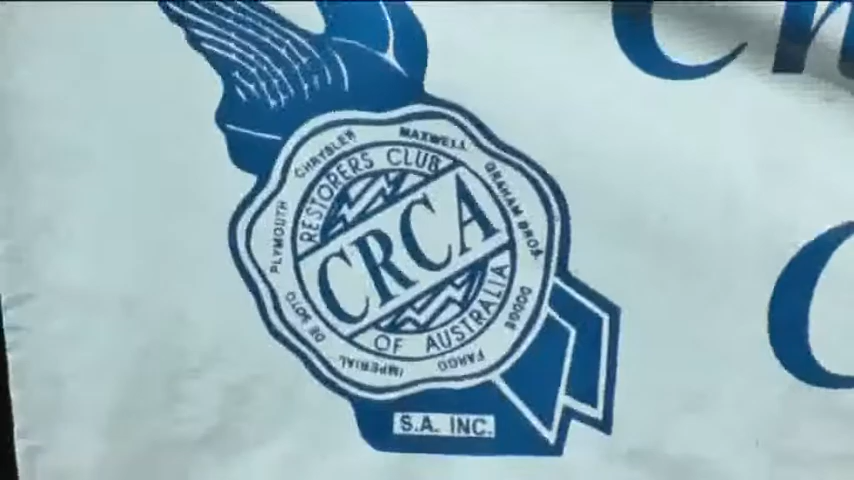 CHRYSLER
MAXWELL
GRAHAM BROS.
DODGE
FARGO
IMPERIAL
DE SOTO
PLYMOUTH
RESTORERS CLUB
CRCA
OF AUSTRALIA
S.A. INC.